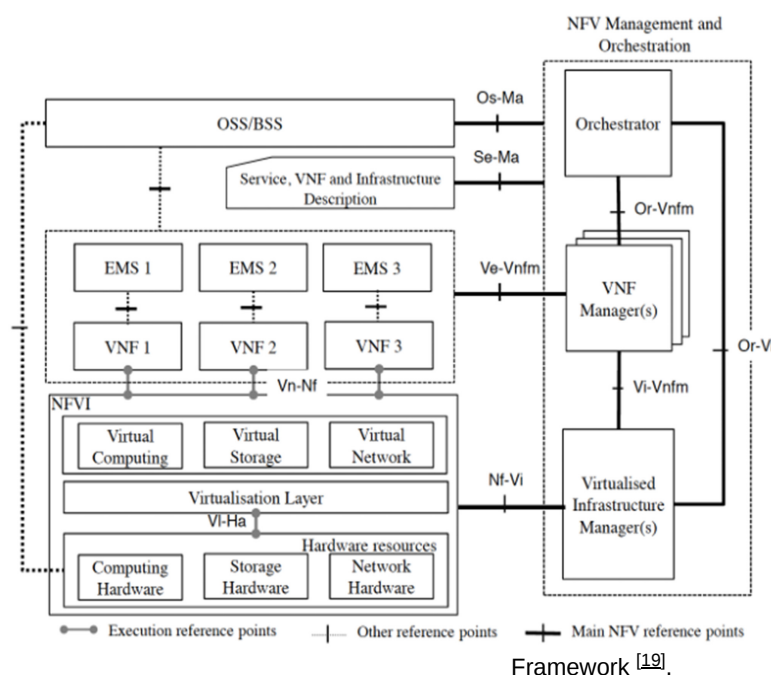 NFV Management and
Orchestration
Os-Ma
OSS/BSS
Orchestrator
Se-Ma
Service, VNF and Infrastructure
Description
Or-Vnfm
EMS 1
EMS 2
EMS 3
Ve-Vnfm
VNF
Manager(s)
VNF 1
VNF 2
VNF 3
Or-V
Vn-Nf
Vi-Vnfm
NFVI
Virtual
Computing
Virtual
Storage
Virtual
Network
Nf-Vi
Virtualised
Infrastructure
Manager(s)
Virtualisation Layer
Vl-Ha
Hardware resources
Computing
Hardware
Storage
Hardware
Network
Hardware
Execution reference points
Other reference points
Main NFV reference points
Framework [19].